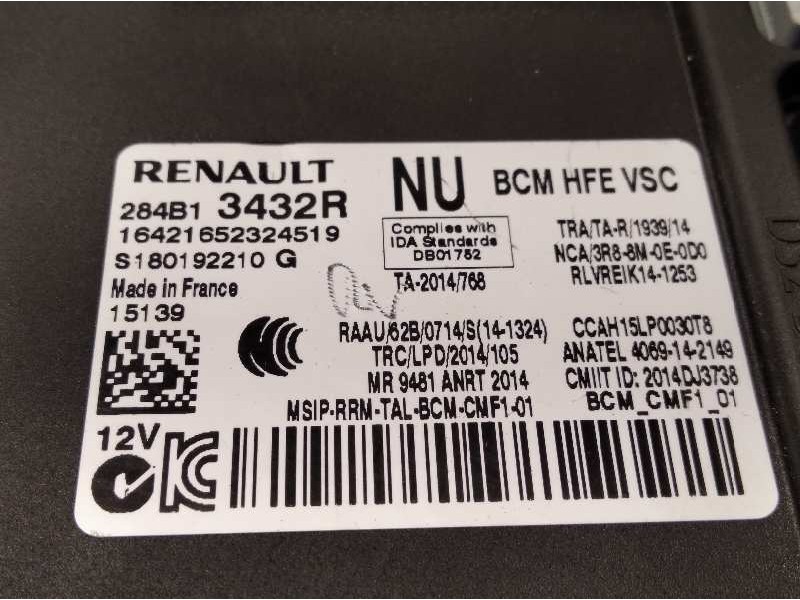 RENAULT NU BCM HFE VSC
284B1 3432R
16421652324519
S180192210 G
Made in France
15139
Complies with
IDA Standards
DB01752
TA-2014/768
TRA/TA-R/1939/14
NCA/3R8-8M-0E-0D0
RLVREIK14-1253
RAAU/62B/0714/S(14-1324)
TRC/LPD/2014/105
MR 9481 ANRT 2014
MSIP-RRM-TAL-BCM-CMF1-01
CCAH15LP0030T8
ANATEL 4069-14-2149
CMIIT ID: 2014DJ3738
BCM_CMF1_01
12V